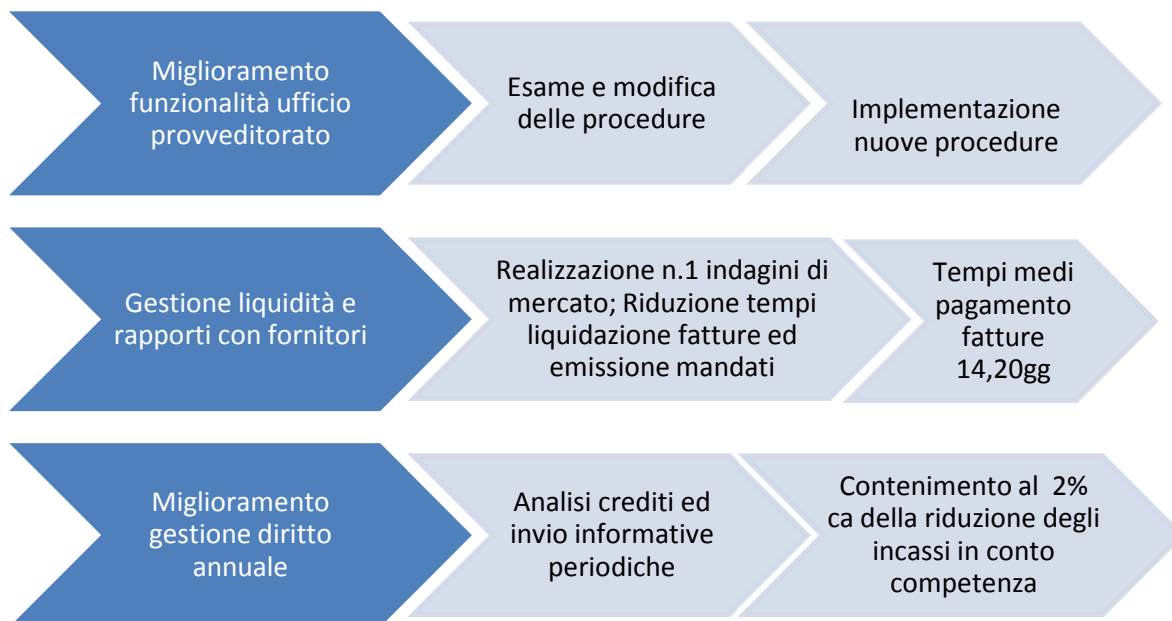 Miglioramento
funzionalità ufficio
provveditorato
Esame e modifica
delle procedure
Implementazione
nuove procedure
Gestione liquidità e
rapporti con fornitori
Realizzazione n.1 indagini di
mercato; Riduzione tempi
liquidazione fatture ed
emissione mandati
Tempi medi
pagamento
fatture
14,20gg
Miglioramento
gestione diritto
annuale
Analisi crediti ed
invio informative
periodiche
Contenimento al 2%
ca della riduzione degli
incassi in conto
competenza